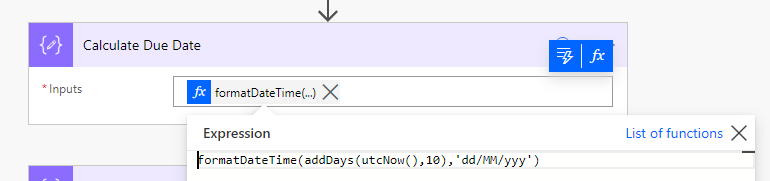 Calculate Due Date
fx
* Inputs
fx formatDateTime(...)
Expression
List of functions
formatDateTime(addDays(utcNow(),10),'dd/MM/yyy')